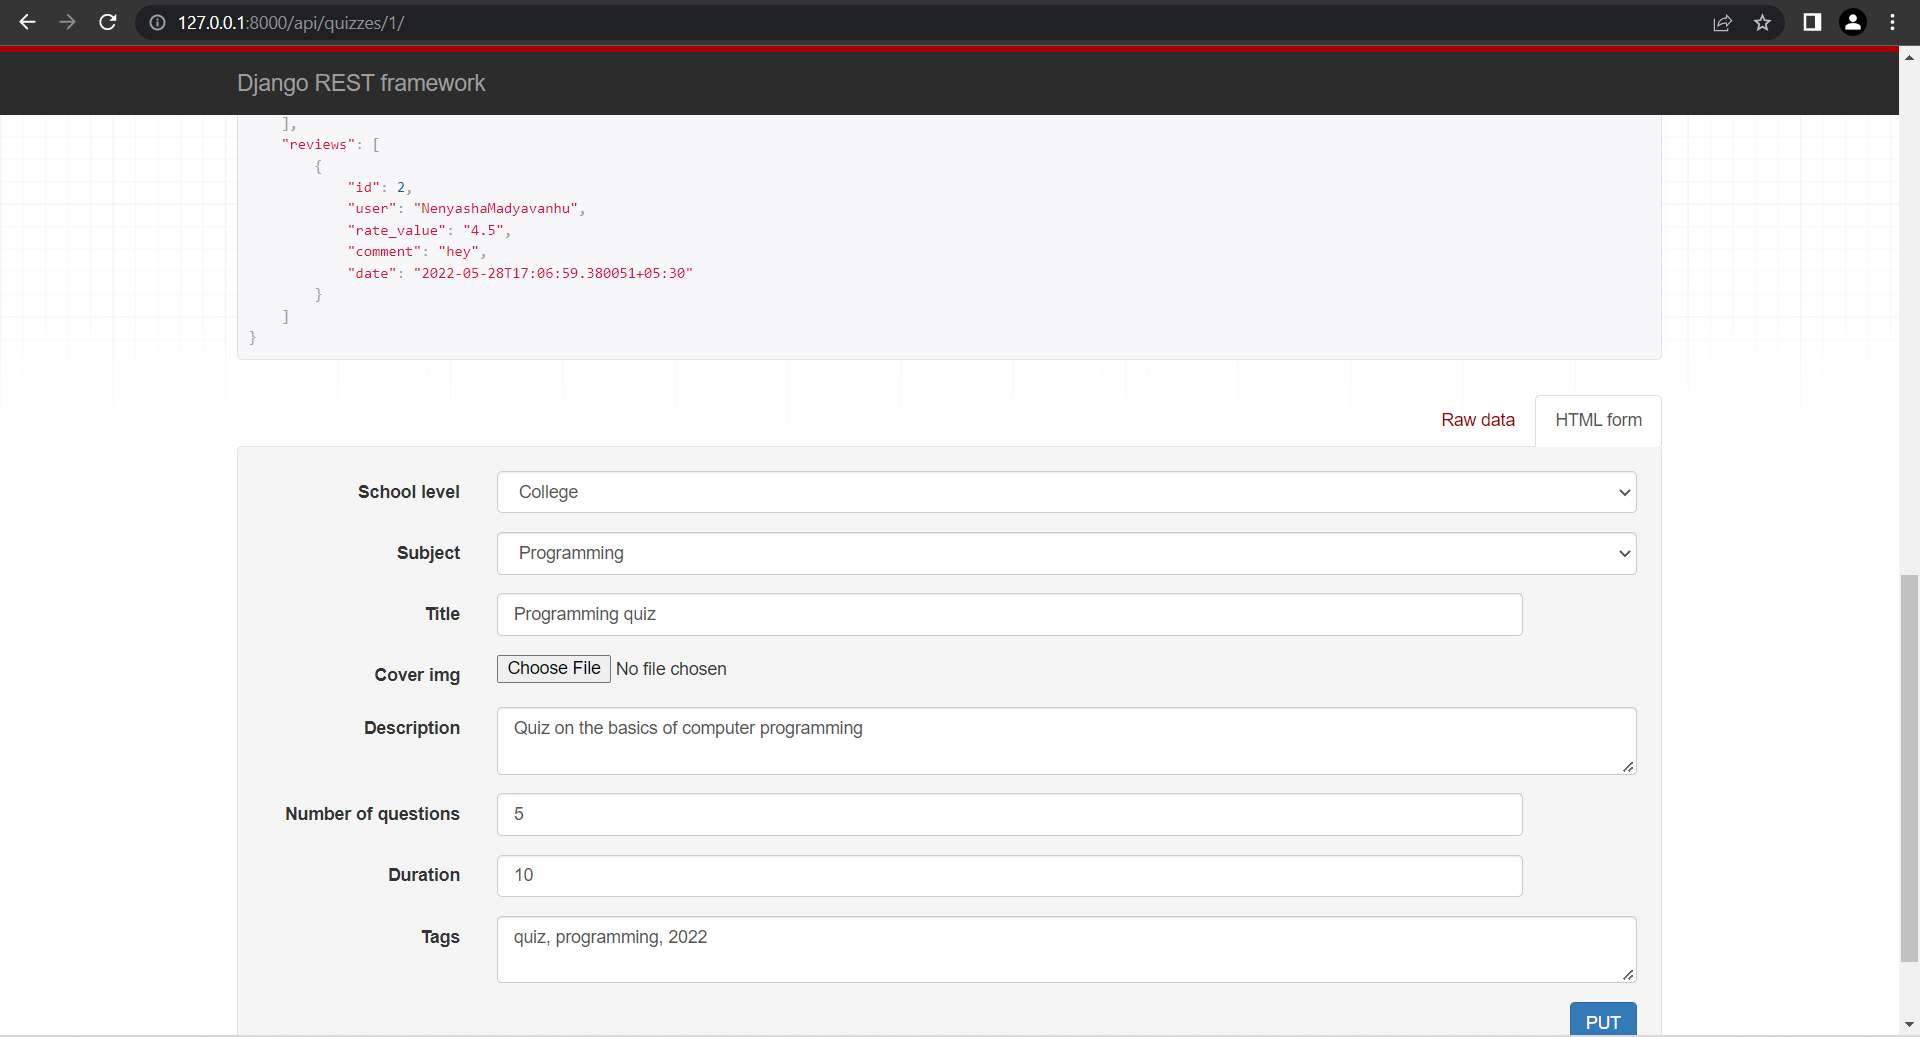 127.0.0.1:8000/api/quizzes/1/
Django REST framework
],
"reviews": [
{
"id": 2,
"user": "NenyashaMadyavanhu",
"rate_value": "4.5",
"comment": "hey",
"date": "2022-05-28T17:06:59.380051+05:30"
}
]
}
Raw data HTML form
School level College
Subject Programming
Title Programming quiz
Cover img Choose File No file chosen
Description Quiz on the basics of computer programming
Number of questions 5
Duration 10
Tags quiz, programming, 2022
PUT